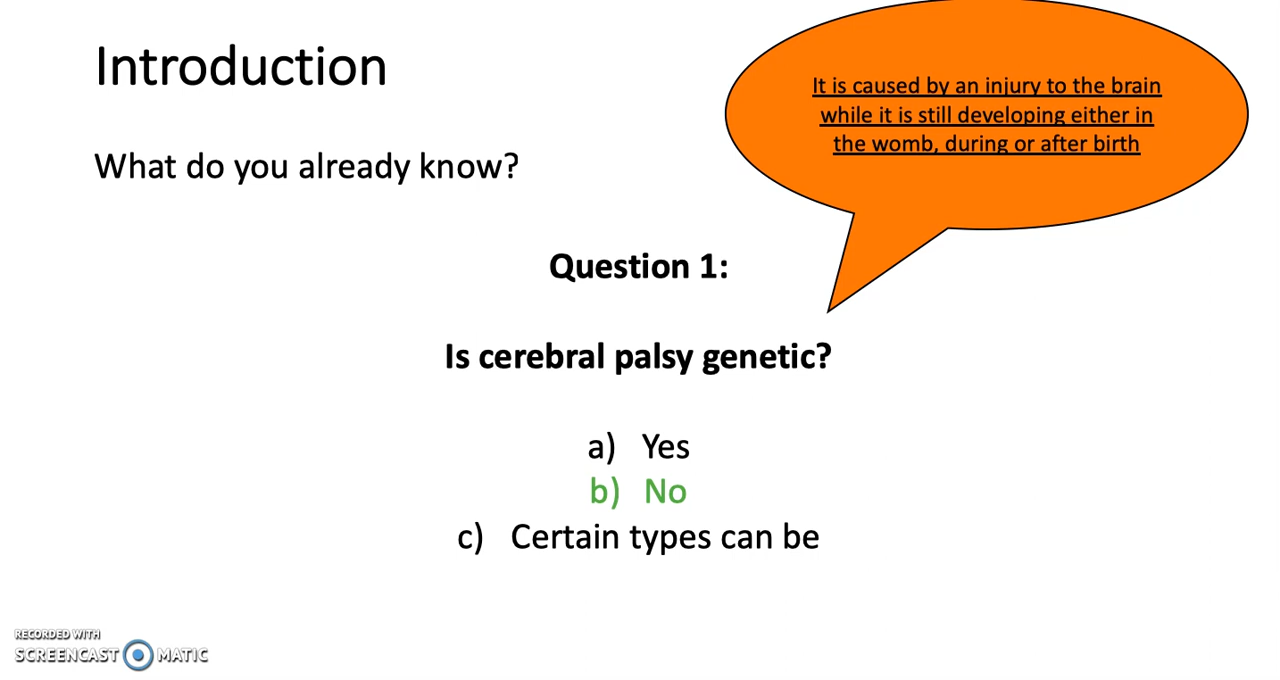 Introduction
It is caused by an injury to the brain
while it is still developing either in
the womb, during or after birth
What do you already know?
Question 1:
Is cerebral palsy genetic?
a) Yes
b) No
c) Certain types can be
RECORDED WITH
SCREENCAST MATIC